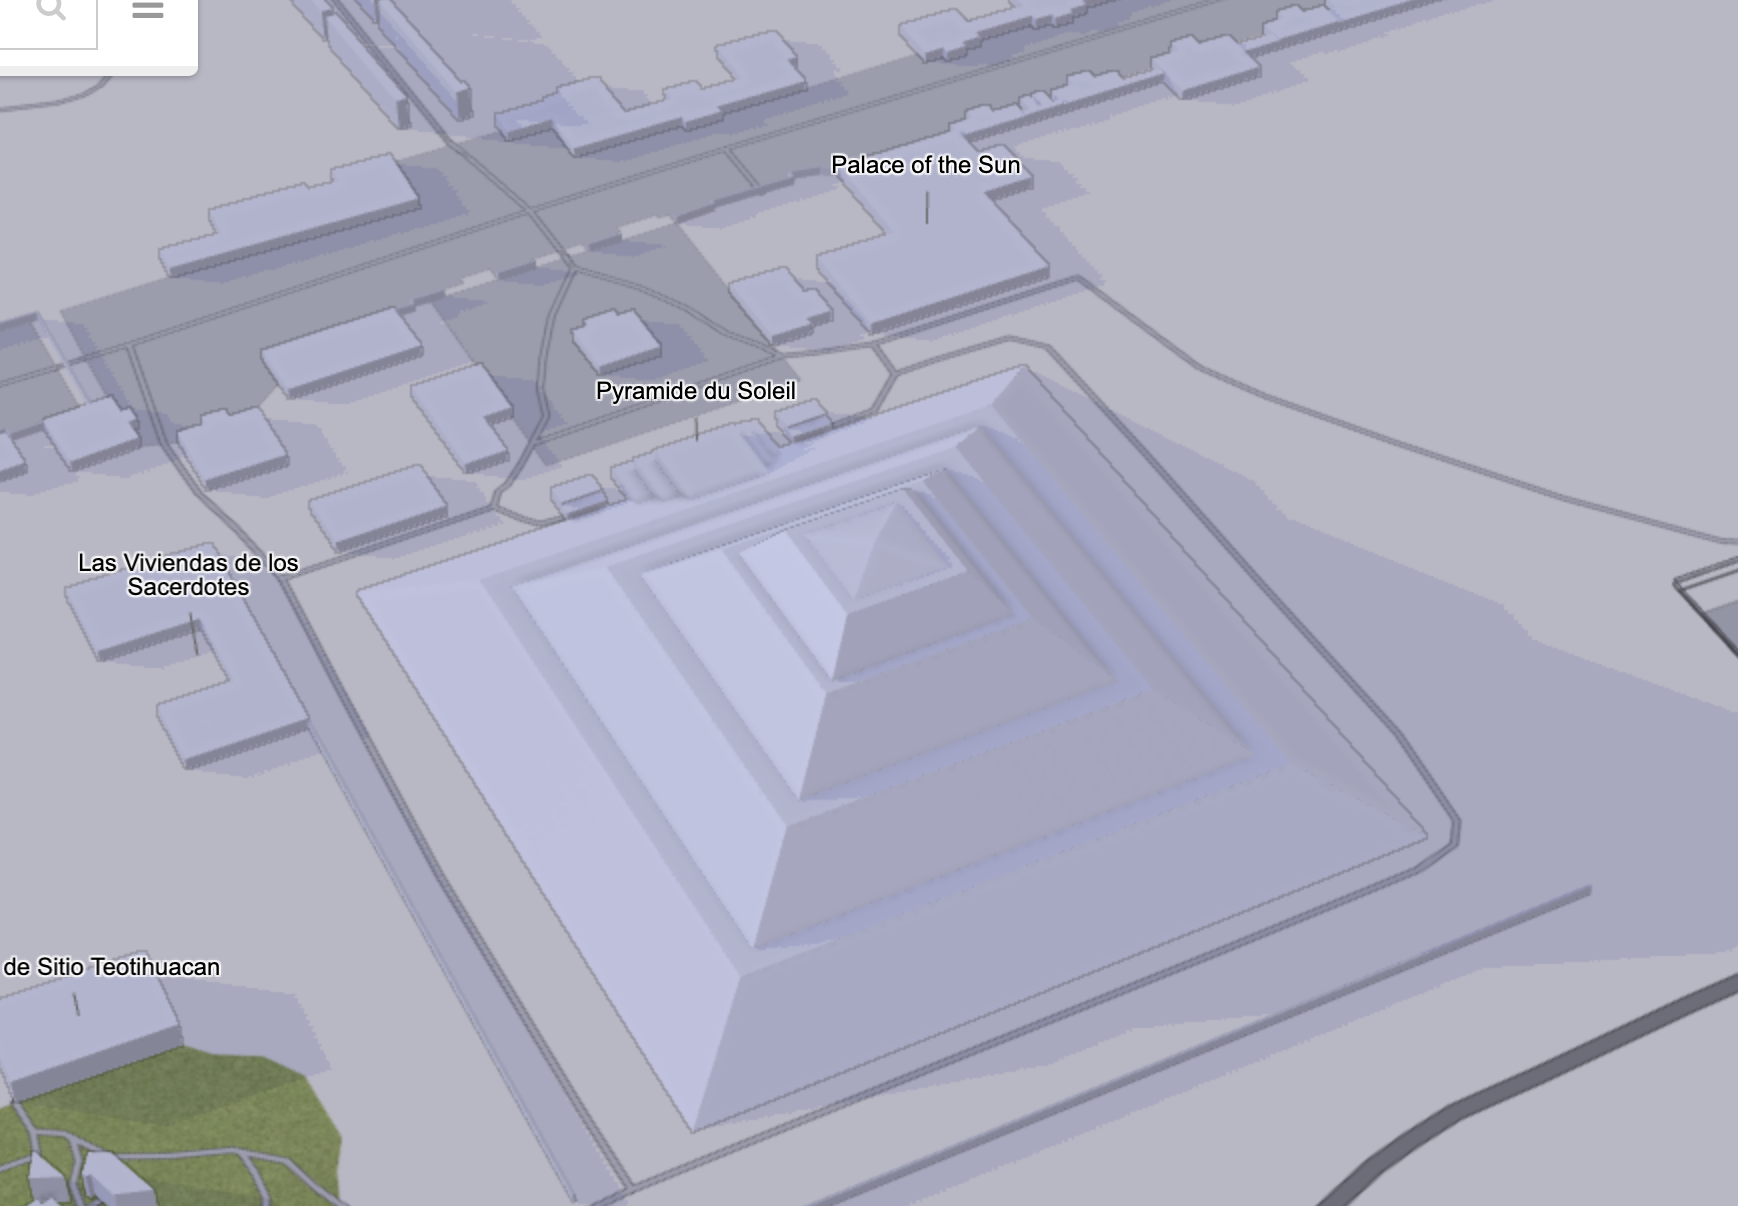 Palace of the Sun
Pyramide du Soleil
Las Viviendas de los
Sacerdotes
de Sitio Teotihuacan